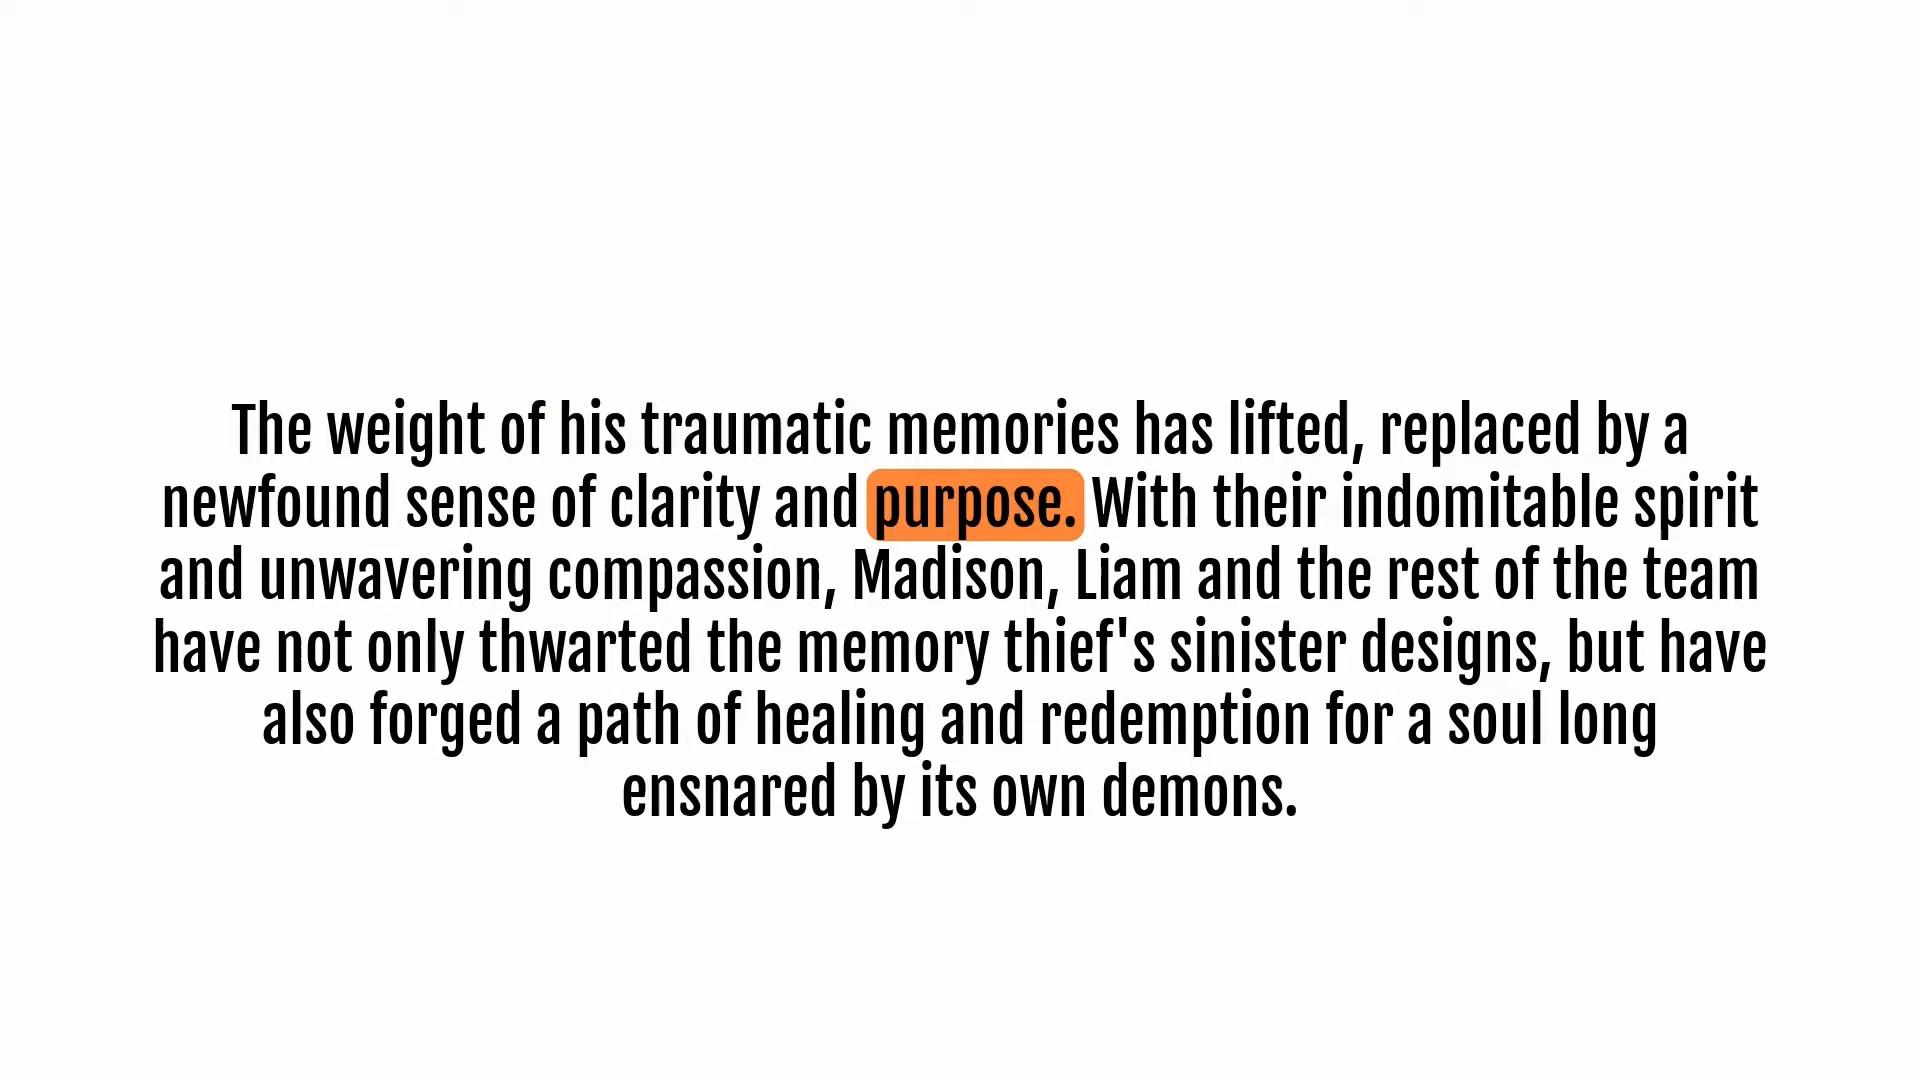 The weight of his traumatic memories has lifted, replaced by a
newfound sense of clarity and purpose. With their indomitable spirit
and unwavering compassion, Madison, Liam and the rest of the team
have not only thwarted the memory thief's sinister designs, but have
also forged a path of healing and redemption for a soul long
ensnared by its own demons.